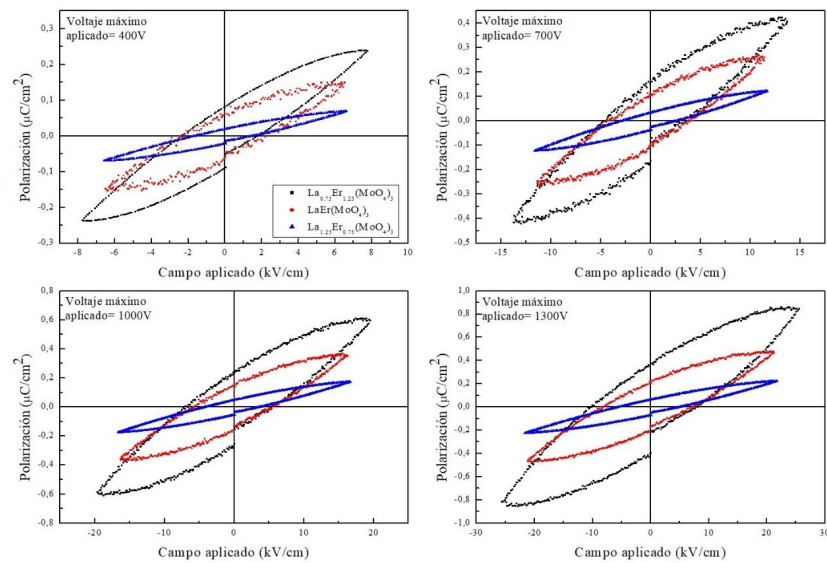 Voltaje máximo
aplicado= 400V
0,3
0,2
0,1
0,0
-0,1
-0,2
-0,3
Polarización (μC/cm²)
-8 -6 -4 -2 0 2 4 6 8 10
Campo aplicado (kV/cm)
La₀.₇₅Er₁.₂₅(MoO₄)₃
LaEr(MoO₄)₃
La₁.₂₅Er₀.₇₅(MoO₄)₃
Voltaje máximo
aplicado= 700V
0,4
0,3
0,2
0,1
0,0
-0,1
-0,2
-0,3
-0,4
-0,5
Polarización (μC/cm²)
-15 -10 -5 0 5 10 15
Campo aplicado (kV/cm)
Voltaje máximo
aplicado= 1000V
0,8
0,6
0,4
0,2
0,0
-0,2
-0,4
-0,6
-0,8
Polarización (μC/cm²)
-20 -10 0 10 20
Campo aplicado (kV/cm)
Voltaje máximo
aplicado= 1300V
1,0
0,8
0,6
0,4
0,2
0,0
-0,2
-0,4
-0,6
-0,8
-1,0
Polarización (μC/cm²)
-30 -20 -10 0 10 20 30
Campo aplicado (kV/cm)